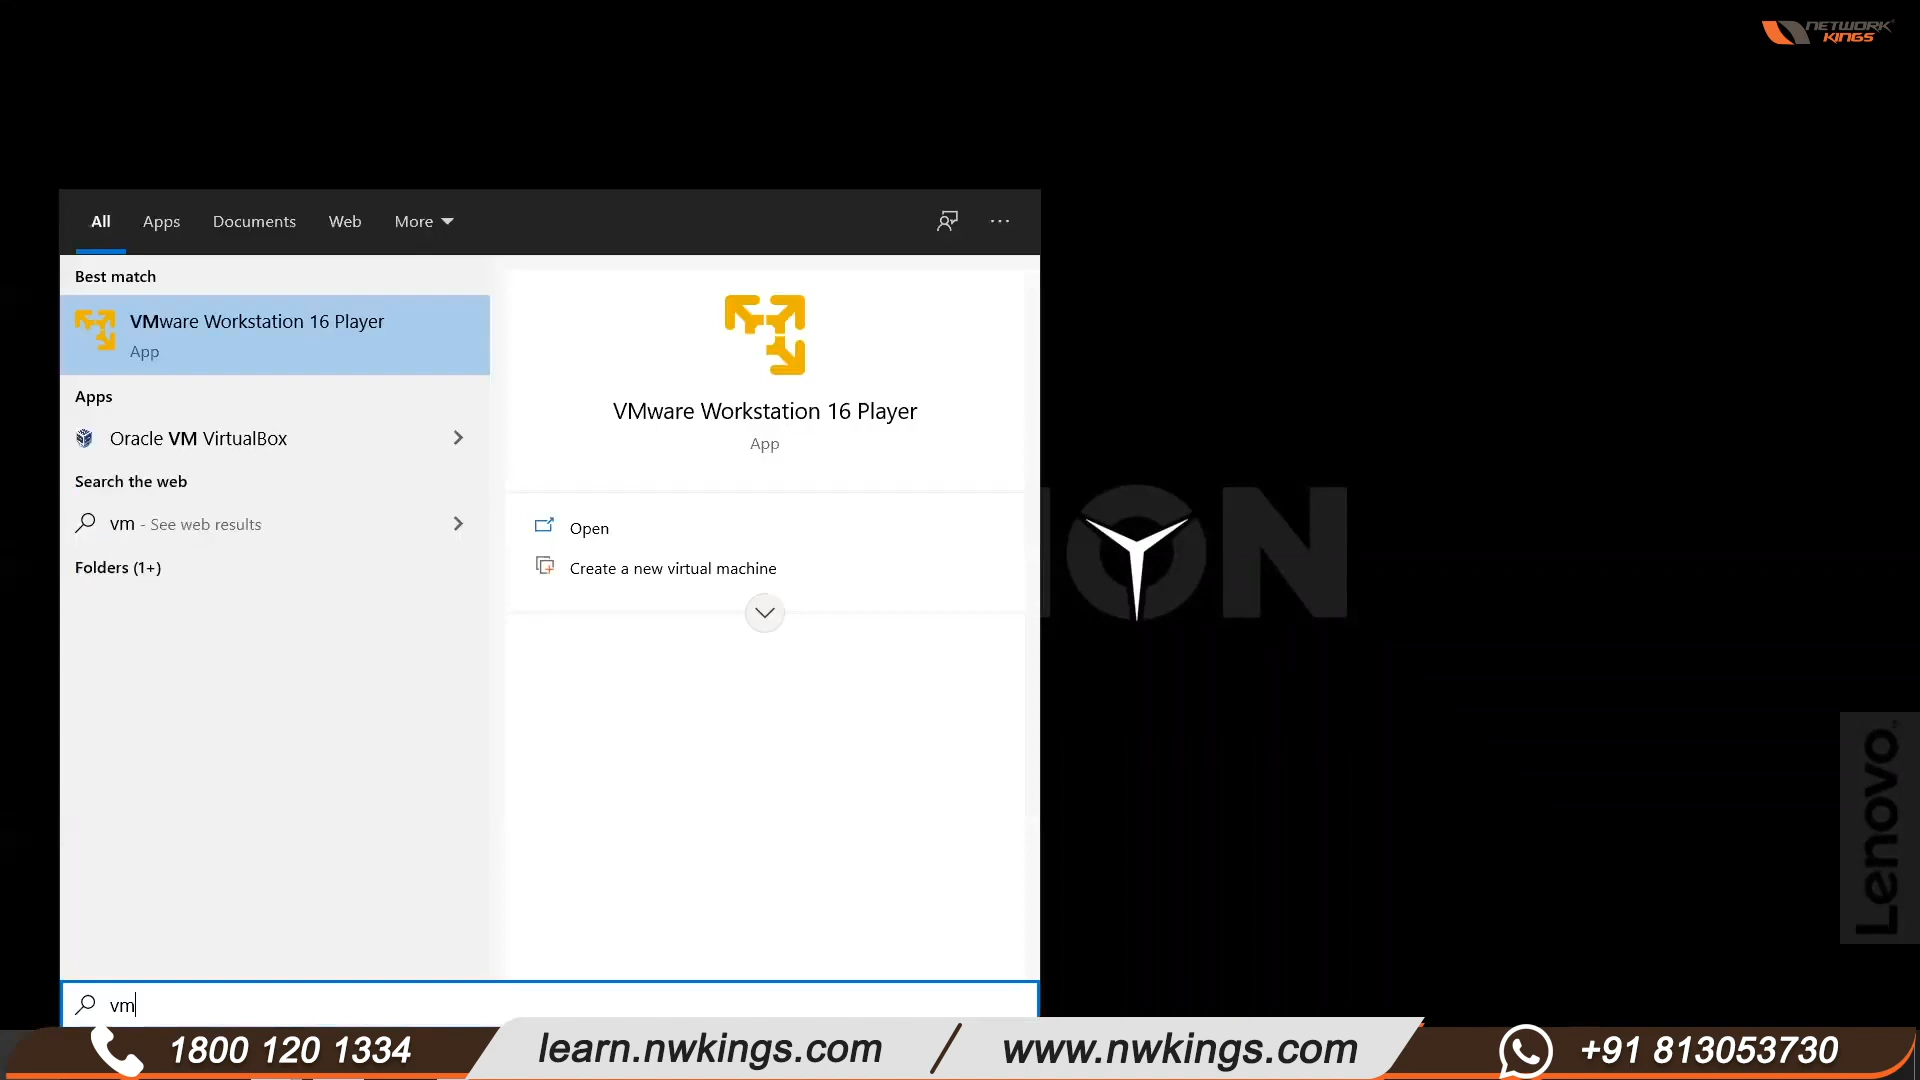 NETWORK
KINGS
All Apps Documents Web More
Best match
VMware Workstation 16 Player
App
Apps
Oracle VM VirtualBox
Search the web
vm - See web results
Folders (1+)
VMware Workstation 16 Player
App
Open
Create a new virtual machine
ION
Lenovo
vm
1800 120 1334
learn.nwkings.com / www.nwkings.com
+91 813053730